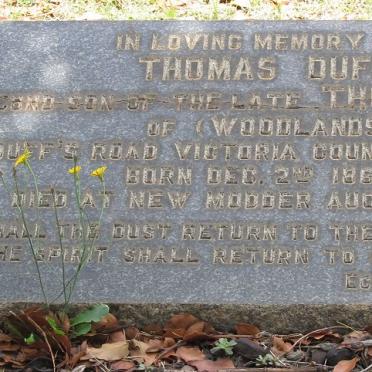 IN LOVING MEMORY
THOMAS DUFF
SECOND SON OF THE LATE TH
OF (WOODLANDS
DUFF'S ROAD VICTORIA COUN
BORN DEC. 2ND 186
DIED AT NEW MODDER AUG
SHALL THE DUST RETURN TO THE
THE SPIRIT SHALL RETURN TO
EC